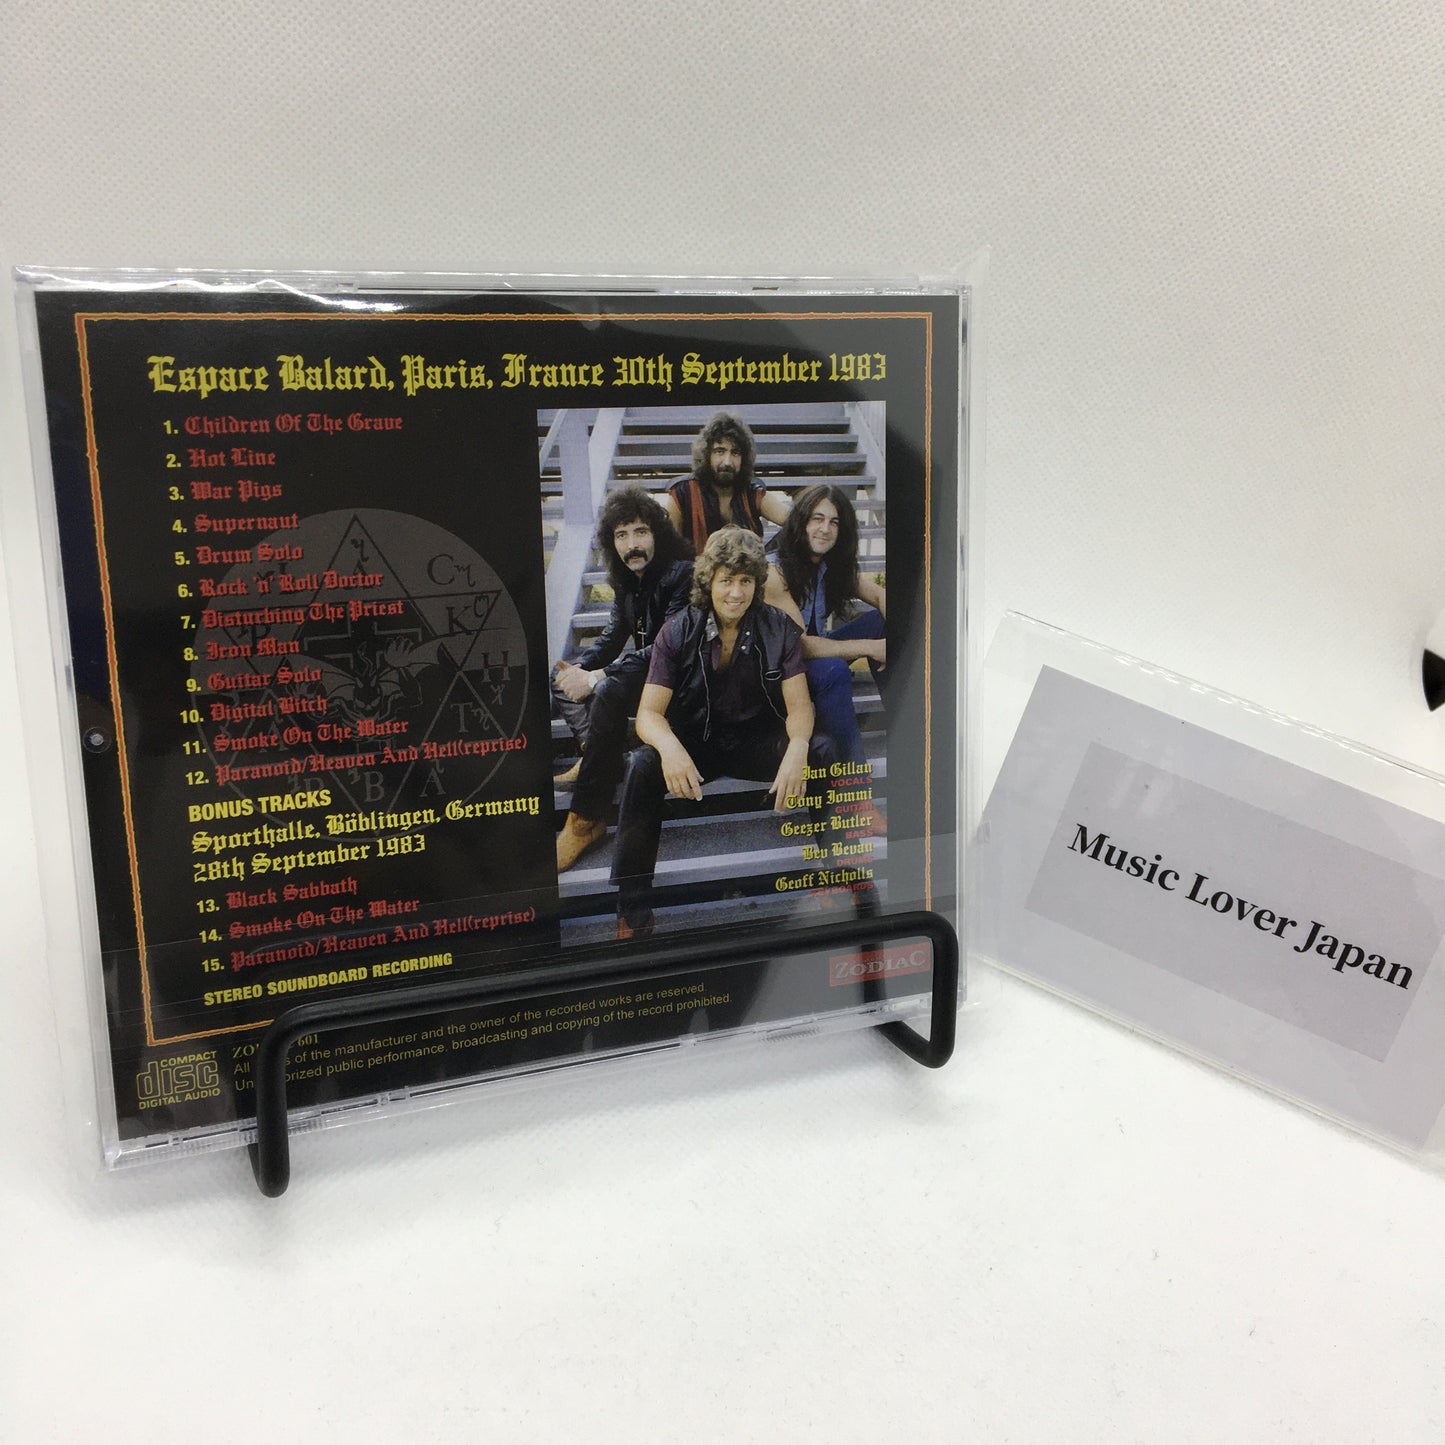 Espace Balard, Paris, France 30th September 1983
1. Children Of The Grave
2. Hot Line
3. War Pigs
4. Supernaut
5. Drum Solo
6. Rock 'n' Roll Doctor
7. Disturbing The Priest
8. Iron Man
9. Guitar Solo
10. Digital Bitch
11. Smoke On The Water
12. Paranoid/Heaven And Hell(reprise)
BONUS TRACKS
Sporthalle, Böblingen, Germany
28th September 1983
13. Black Sabbath
14. Smoke On The Water
15. Paranoid/Heaven And Hell(reprise)
STEREO SOUNDBOARD RECORDING
Ian Gillan
VOCALS
Tony Iommi
GUITAR
Geezer Butler
BASS
Bev Bevan
DRUMS
Geoff Nicholls
KEYBOARDS
ZODIAC
COMPACT
disc
DIGITAL AUDIO
601
All of the manufacturer and the owner of the recorded works are reserved.
public performance, broadcasting and copying of the record prohibited.
Music Lover Japan